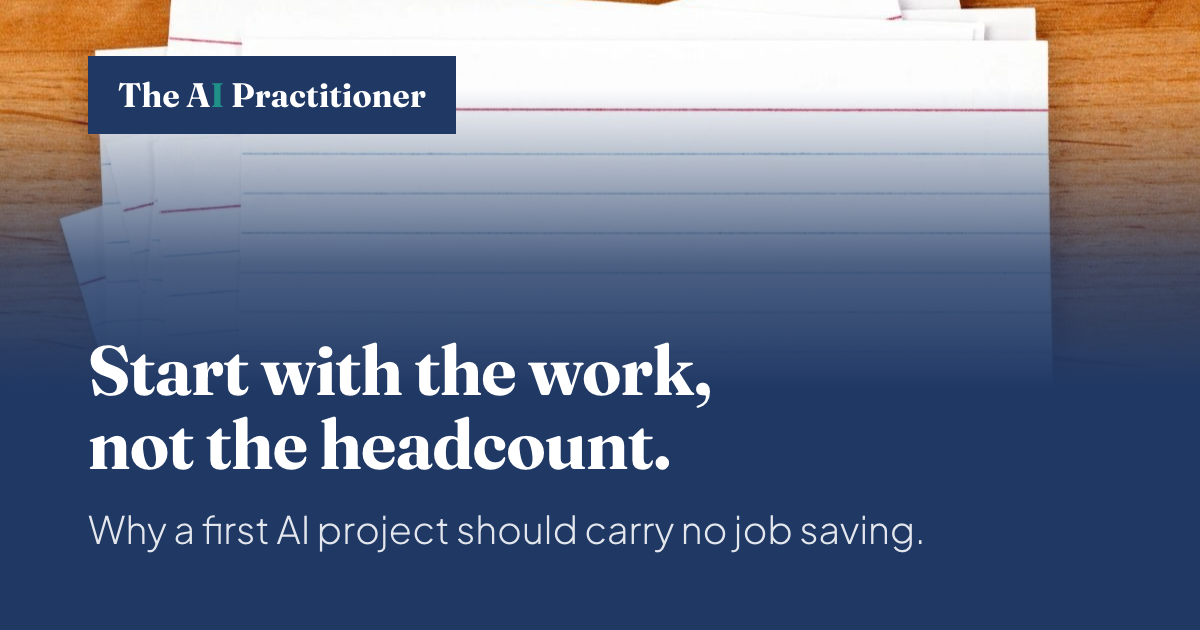 The AI Practitioner
Start with the work,
not the headcount.
Why a first AI project should carry no job saving.